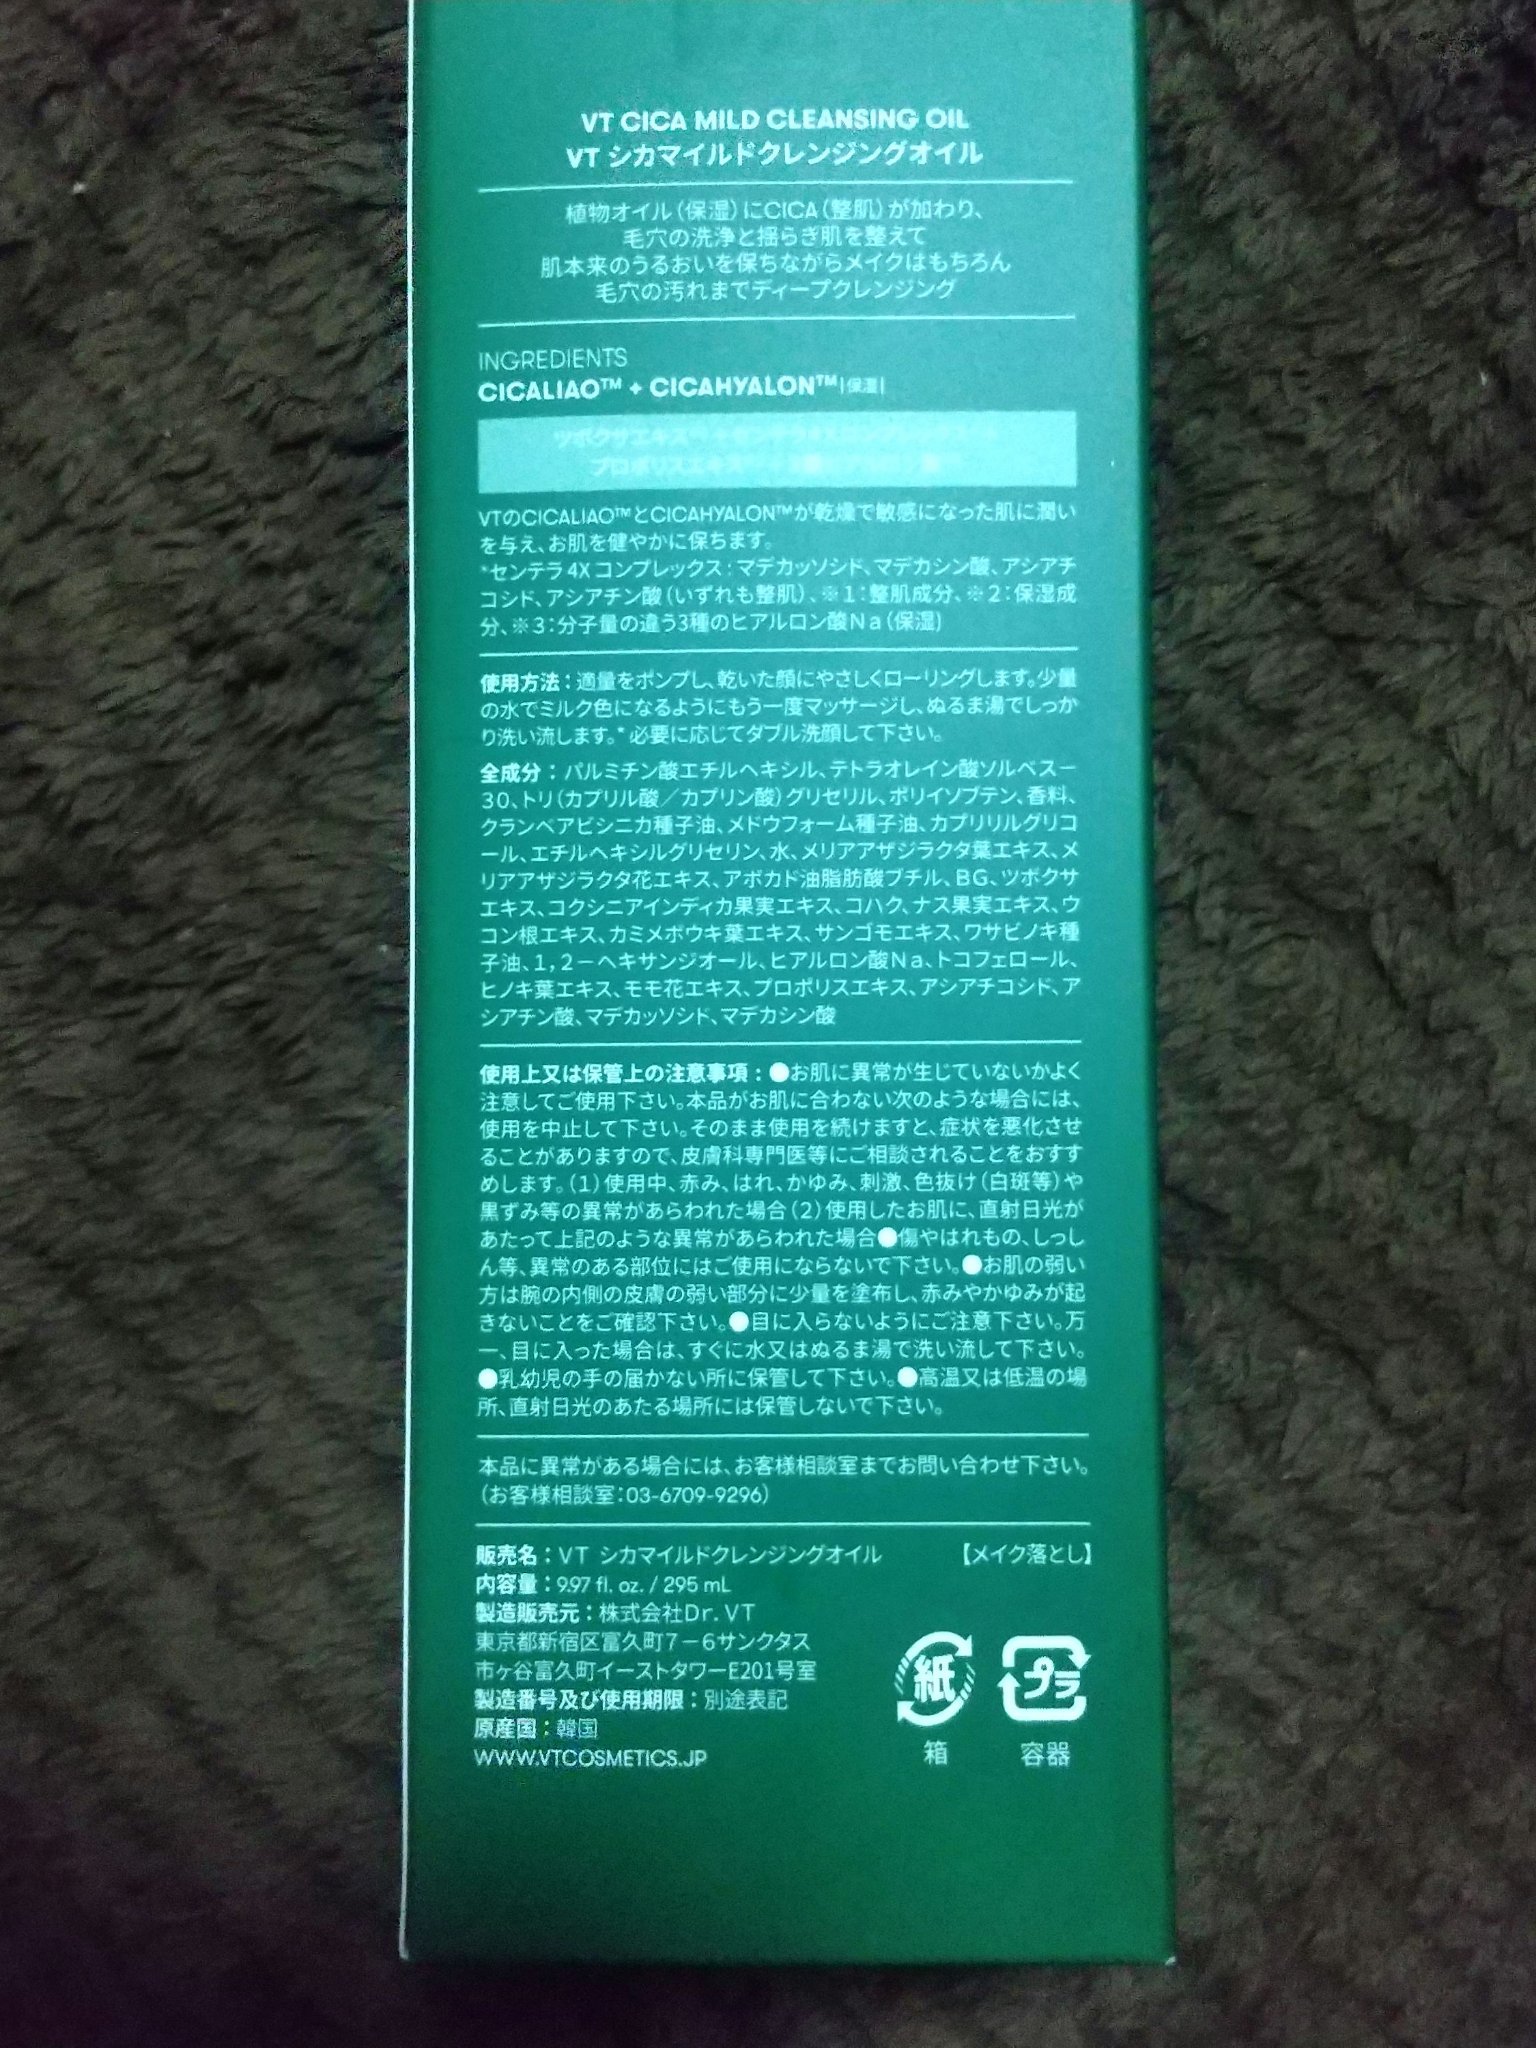 VT CICA MILD CLEANSING OIL
VT シカマイルドクレンジングオイル
植物オイル（保湿）にCICA（整肌）が加わり、
毛穴の洗浄と揺らぎ肌を整えて
肌本来のうるおいを保ちながらメイクはもちろん
毛穴の汚れまでディープクレンジング
INGREDIENTS
CICALIAO™ + CICAHYALON™|保湿|
ツボクサエキス
プロポリスエキス
VTのCICALIAO™とCICAHYALON™が乾燥で敏感になった肌に潤い
を与え、お肌を健やかに保ちます。
*センテラ4Xコンプレックス：マデカッソシド、マデカシン酸、アシアチ
コシド、アシアチン酸（いずれも整肌）、※１：整肌成分、※２：保湿成
分、※３：分子量の違う3種のヒアルロン酸Ｎａ（保湿）
使用方法：適量をポンプし、乾いた顔にやさしくローリングします。少量
の水でミルク色になるようにもう一度マッサージし、ぬるま湯でしっか
り洗い流します。*必要に応じてダブル洗顔して下さい。
全成分：パルミチン酸エチルヘキシル、テトラオレイン酸ソルベス－
３０、トリ（カプリル酸／カプリン酸）グリセリル、ポリイソブテン、香料、
クランベアビシニカ種子油、メドウフォーム種子油、カプリリルグリコ
ール、エチルヘキシルグリセリン、水、メリアアザジラクタ葉エキス、メ
リアアザジラクタ花エキス、アボカド油脂肪酸ブチル、ＢＧ、ツボクサ
エキス、コクシニアインディカ果実エキス、コハク、ナス果実エキス、ウ
コン根エキス、カミメボウキ葉エキス、サンゴモエキス、ワサビノキ種
子油、１，２－ヘキサンジオール、ヒアルロン酸Ｎａ、トコフェロール、
ヒノキ葉エキス、モモ花エキス、プロポリスエキス、アシアチコシド、ア
シアチン酸、マデカッソシド、マデカシン酸
使用上又は保管上の注意事項：●お肌に異常が生じていないかよく
注意してご使用下さい。本品がお肌に合わない次のような場合には、
使用を中止して下さい。そのまま使用を続けますと、症状を悪化させ
ることがありますので、皮膚科専門医等にご相談されることをおすす
めします。（１）使用中、赤み、はれ、かゆみ、刺激、色抜け（白斑等）や
黒ずみ等の異常があらわれた場合（２）使用したお肌に、直射日光が
あたって上記のような異常があらわれた場合●傷やはれもの、しっし
ん等、異常のある部位にはご使用にならないで下さい。●お肌の弱い
方は腕の内側の皮膚の弱い部分に少量を塗布し、赤みやかゆみが起
きないことをご確認下さい。●目に入らないようにご注意下さい。万
一、目に入った場合は、すぐに水又はぬるま湯で洗い流して下さい。
●乳幼児の手の届かない所に保管して下さい。●高温又は低温の場
所、直射日光のあたる場所には保管しないで下さい。
本品に異常がある場合には、お客様相談室までお問い合わせ下さい。
（お客様相談室：03-6709-9296）
販売名：ＶＴ シカマイルドクレンジングオイル 【メイク落とし】
内容量：9.97 fl. oz. / 295 mL
製造販売元：株式会社Ｄｒ．ＶＴ
東京都新宿区富久町７－６サンクタス
市ヶ谷富久町イーストタワーE201号室
製造番号及び使用期限：別途表記
原産国：韓国
WWW.VTCOSMETICS.JP
紙
箱
プラ
容器